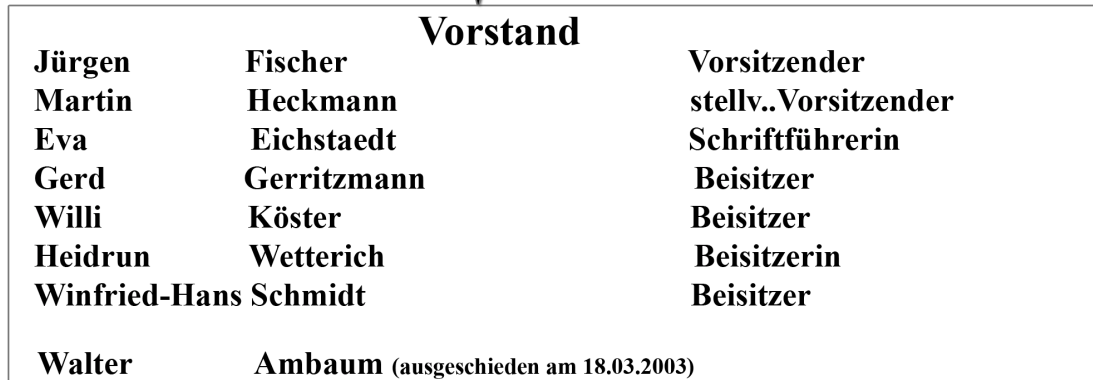 Vorstand
Jürgen Fischer Vorsitzender
Martin Heckmann stellv..Vorsitzender
Eva Eichstaedt Schriftführerin
Gerd Gerritzmann Beisitzer
Willi Köster Beisitzer
Heidrun Wetterich Beisitzerin
Winfried-Hans Schmidt Beisitzer
Walter Ambaum (ausgeschieden am 18.03.2003)